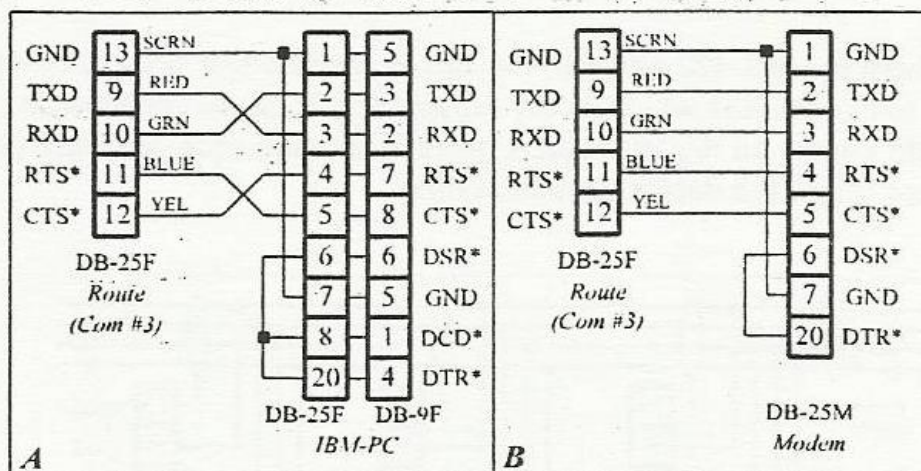 GND 13 SCRN 1 5 GND
TXD 9 RED 2 3 TXD
RXD 10 GRN 3 2 RXD
RTS* 11 BLUE 4 7 RTS*
CTS* 12 YEL 5 8 CTS*
6 6 DSR*
7 5 GND
8 1 DCD*
20 4 DTR*
DB-25F
Route
(Com #3)
DB-25F DB-9F
IBM-PC
A
GND 13 SCRN 1 GND
TXD 9 RED 2 TXD
RXD 10 GRN 3 RXD
RTS* 11 BLUE 4 RTS*
CTS* 12 YEL 5 CTS*
6 DSR*
7 GND
20 DTR*
DB-25F
Route
(Com #3)
DB-25M
Modem
B